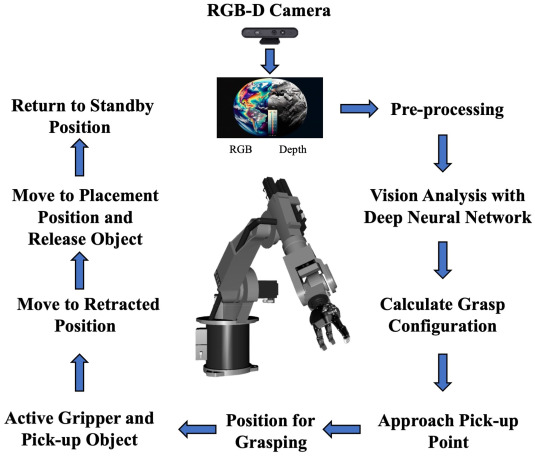 RGB-D Camera
RGB
Depth
Pre-processing
Vision Analysis with
Deep Neural Network
Calculate Grasp
Configuration
Approach Pick-up
Point
Position for
Grasping
Active Gripper and
Pick-up Object
Move to Retracted
Position
Move to Placement
Position and
Release Object
Return to Standby
Position